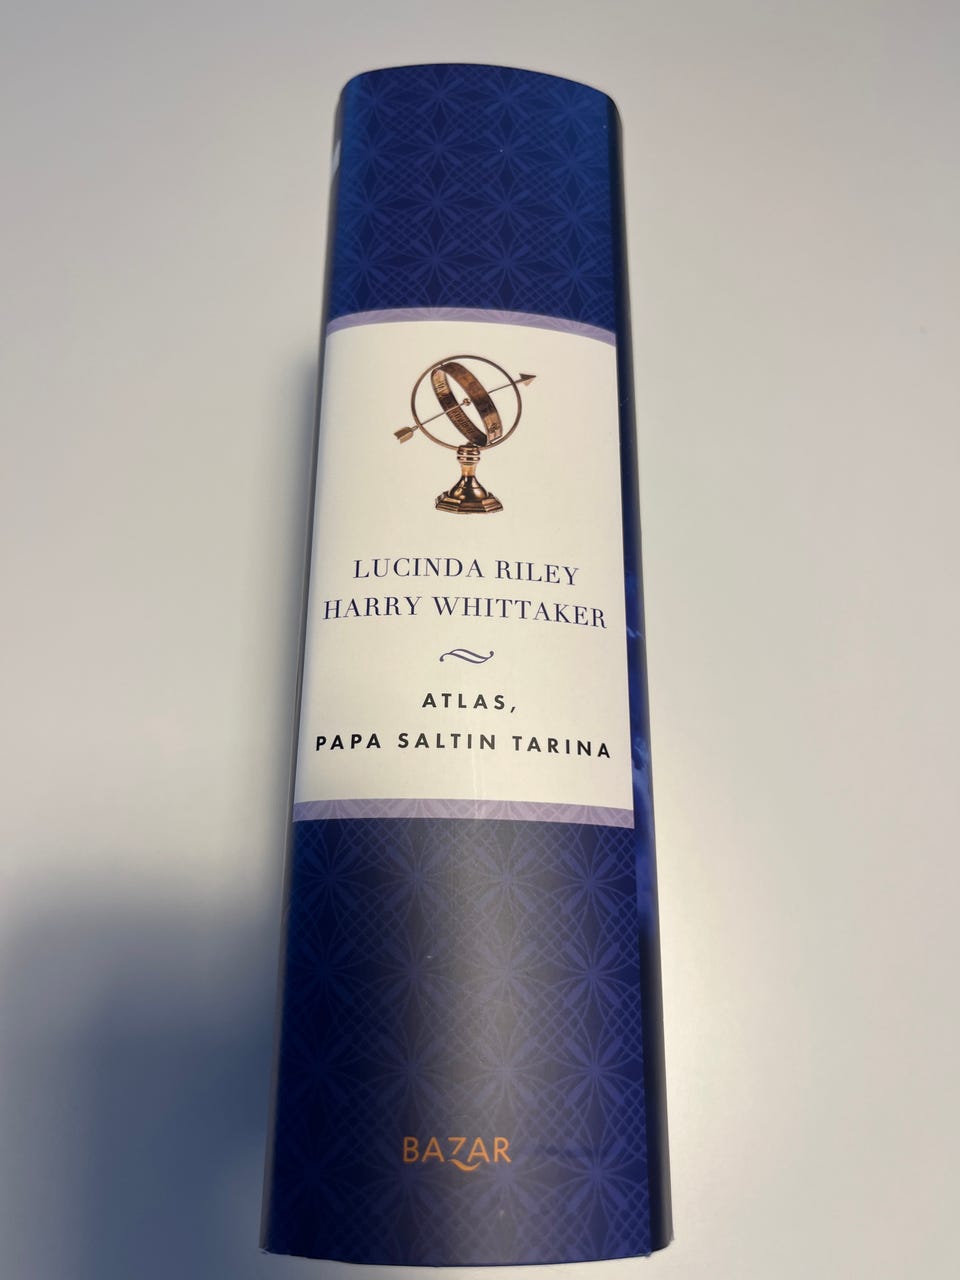 LUCINDA RILEY
HARRY WHITTAKER
ATLAS,
PAPA SALTIN TARINA
BAZAR